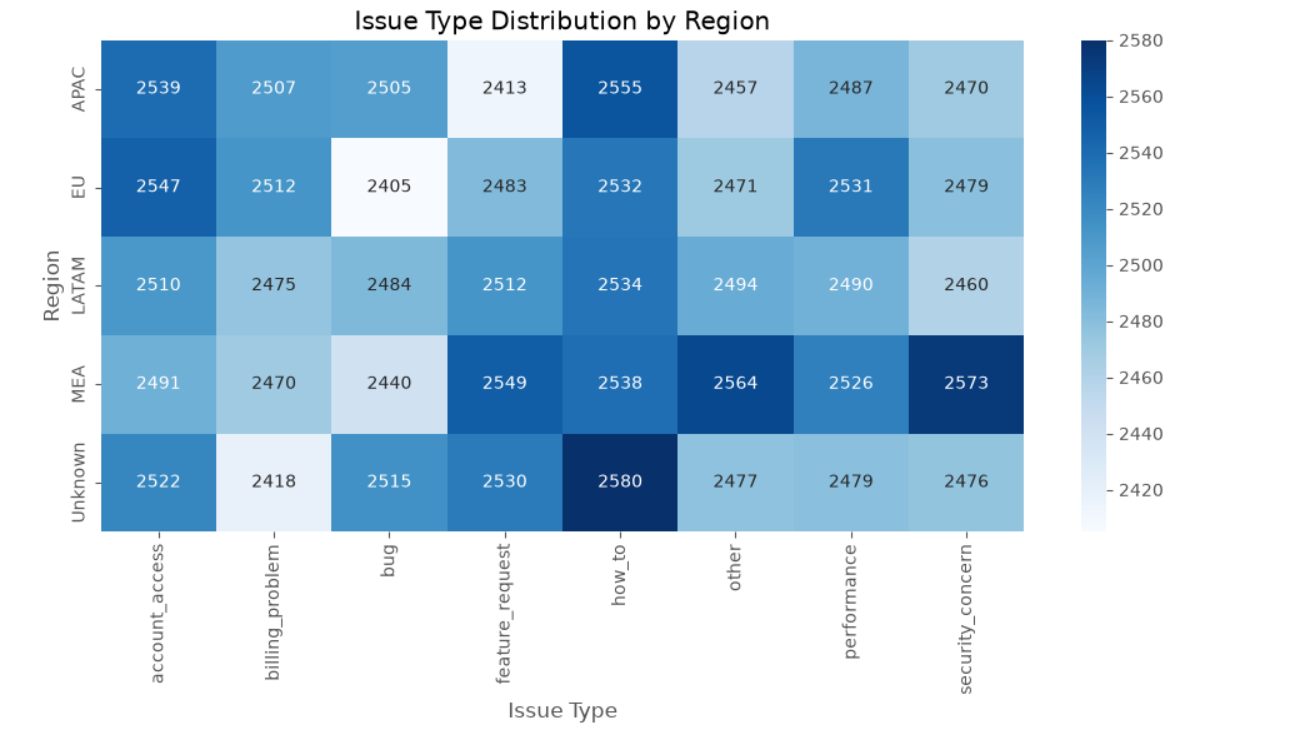 Issue Type Distribution by Region
APAC 2539 2507 2505 2413 2555 2457 2487 2470
EU 2547 2512 2405 2483 2532 2471 2531 2479
LATAM 2510 2475 2484 2512 2534 2494 2490 2460
MEA 2491 2470 2440 2549 2538 2564 2526 2573
Unknown 2522 2418 2515 2530 2580 2477 2479 2476
Region
account_access
billing_problem
bug
feature_request
how_to
other
performance
security_concern
Issue Type
2580
2560
2540
2520
2500
2480
2460
2440
2420